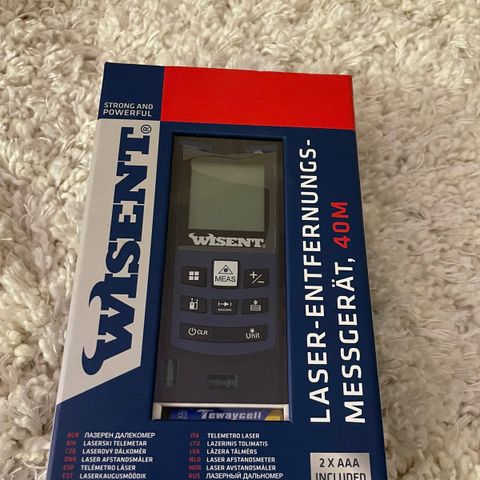 STRONG AND
POWERFUL
WISENT®
WISENT
MEAS
+/-
CLR
Unit
Tewaycell
LASER-ENTFERNUNGS-
MESSGERÄT, 40M
2 X AAA
INCLUDED
BGR ЛАЗЕРЕН ДАЛЕКОМЕР
BIH LASERSKI TELEMETAR
CZE LASEROVÝ DÁLKOMĚR
DNK LASER AFSTANDSMÅLER
ESP TELÉMETRO LÁSER
EST LASERKAUGUSMÕÕDIK
ITA TELEMETRO LASER
LTU LAZERINIS TOLIMATIS
LVA LĀZERA TĀLMĒRS
NLD LASER AFSTANDSMETER
NOR LASER AVSTANDSMÅLER
RUS ЛАЗЕРНЫЙ ДАЛЬНОМЕР